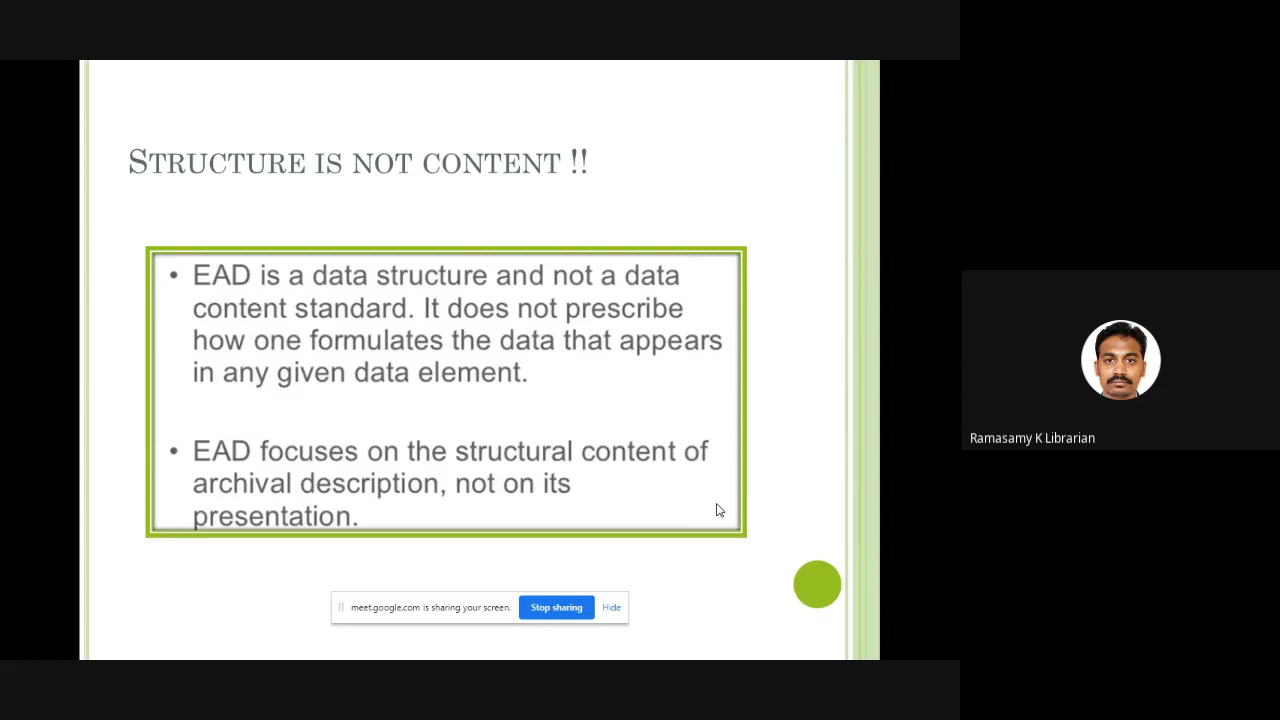 STRUCTURE IS NOT CONTENT !!
• EAD is a data structure and not a data
content standard. It does not prescribe
how one formulates the data that appears
in any given data element.
• EAD focuses on the structural content of
archival description, not on its
presentation.
meet.google.com is sharing your screen. Stop sharing Hide
Ramasamy K Librarian